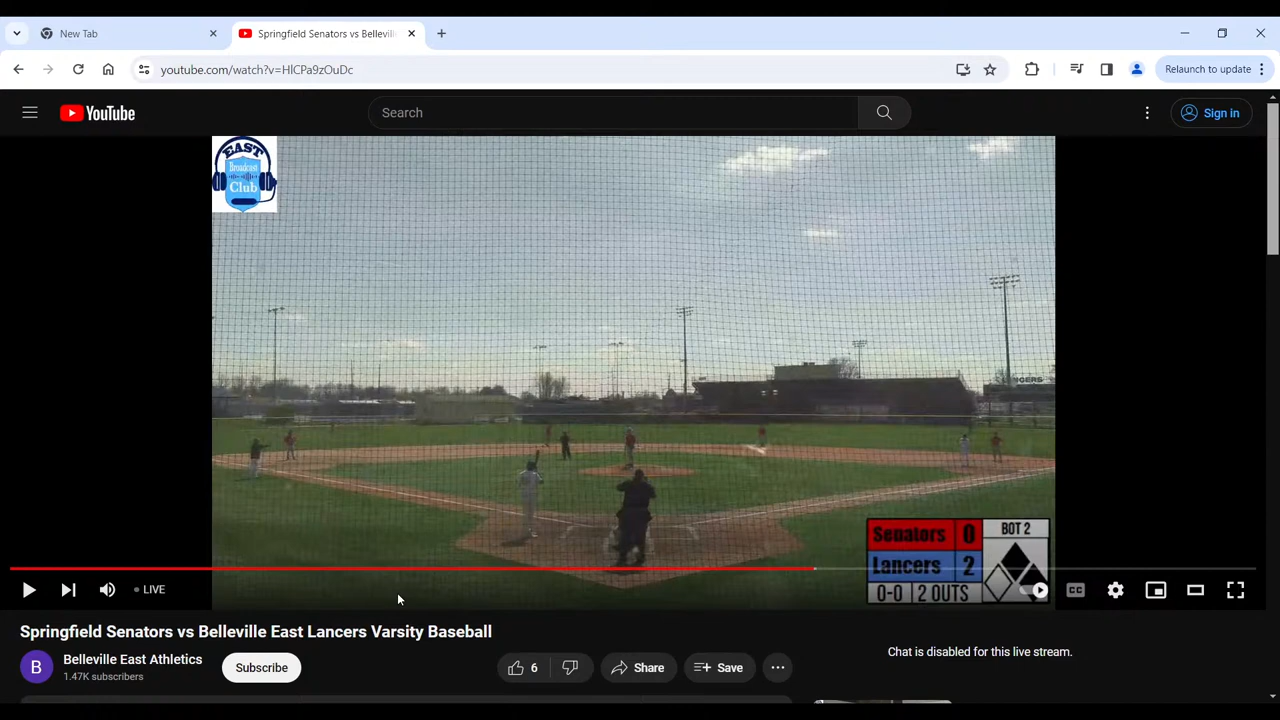 New Tab
Springfield Senators vs Bellevill
youtube.com/watch?v=HlCPa9zOuDc
Relaunch to update
YouTube
Search
Sign in
EAST
Broadcast
Club
Senators 0
BOT 2
Lancers 2
0-0 2 OUTS
LIVE
CC
Springfield Senators vs Belleville East Lancers Varsity Baseball
B
Belleville East Athletics
1.47K subscribers
Subscribe
6
Share
Save
Chat is disabled for this live stream.